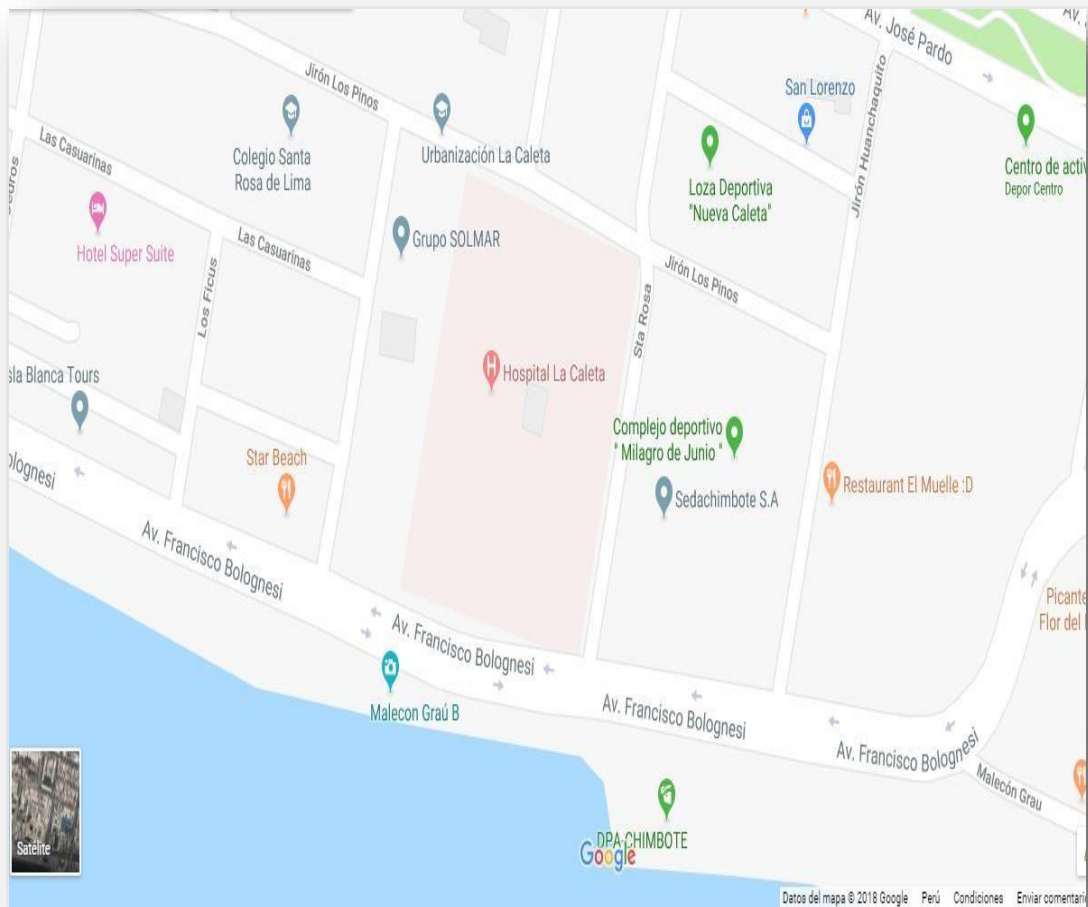 Av. José Pardo
Av.
Jirón Los Pinos
San Lorenzo
Jirón Huanchaquito
Las Casuarinas
Colegio Santa
Rosa de Lima
Urbanización La Caleta
Loza Deportiva
"Nueva Caleta"
Centro de activ
Depor Centro
Hotel Super Suite
Las Casuarinas
Grupo SOLMAR
Jirón Los Pinos
Los Ficus
Sta Rosa
H
Hospital La Caleta
sla Blanca Tours
Complejo deportivo
" Milagro de Junio "
Star Beach
Sedachimbote S.A
Restaurant El Muelle :D
olognesi
Av. Francisco Bolognesi
Picante
Flor del
Av. Francisco Bolognesi
Malecon Graú B
Av. Francisco Bolognesi
Av. Francisco Bolognesi
Malecón Grau
Satélite
DPA CHIMBOTE
Google
Datos del mapa © 2018 Google Perú Condiciones Enviar comentario